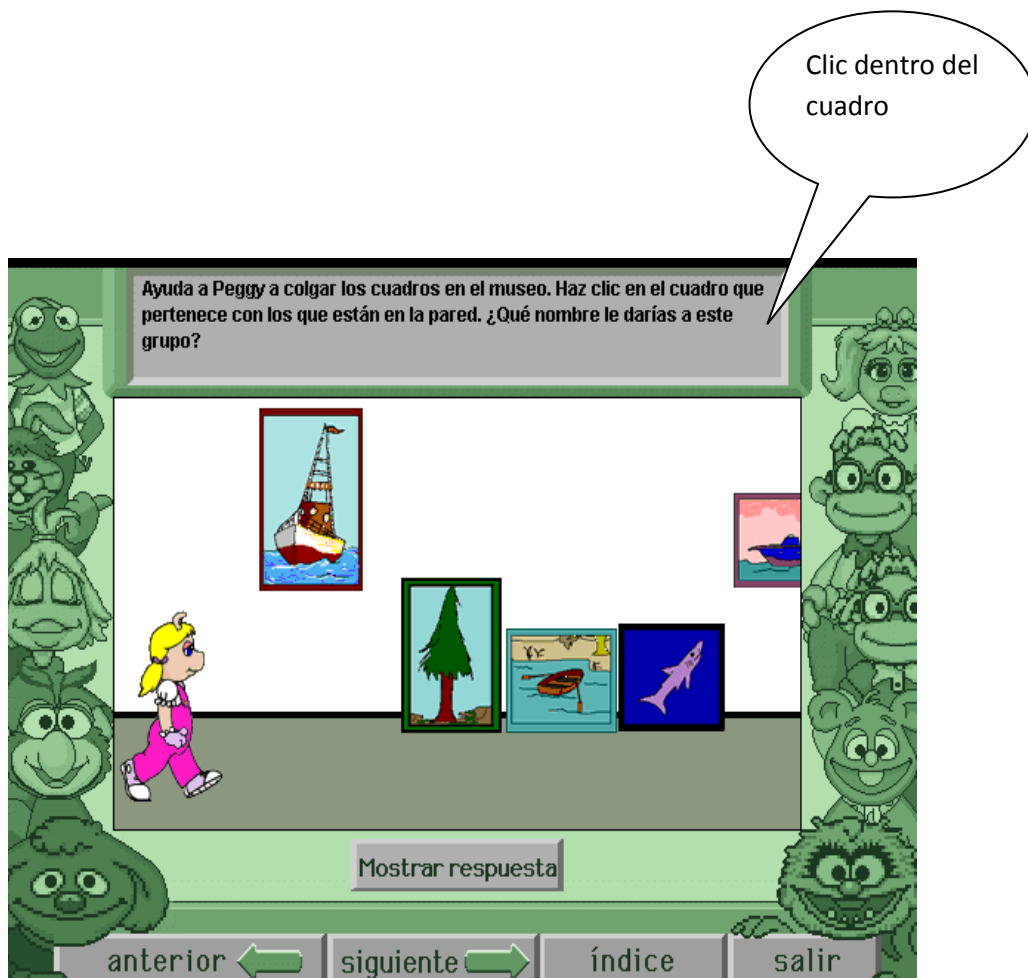 Clic dentro del
cuadro
Ayuda a Peggy a colgar los cuadros en el museo. Haz clic en el cuadro que
pertenece con los que están en la pared. ¿Qué nombre le darías a este
grupo?
Mostrar respuesta
anterior
siguiente
índice
salir